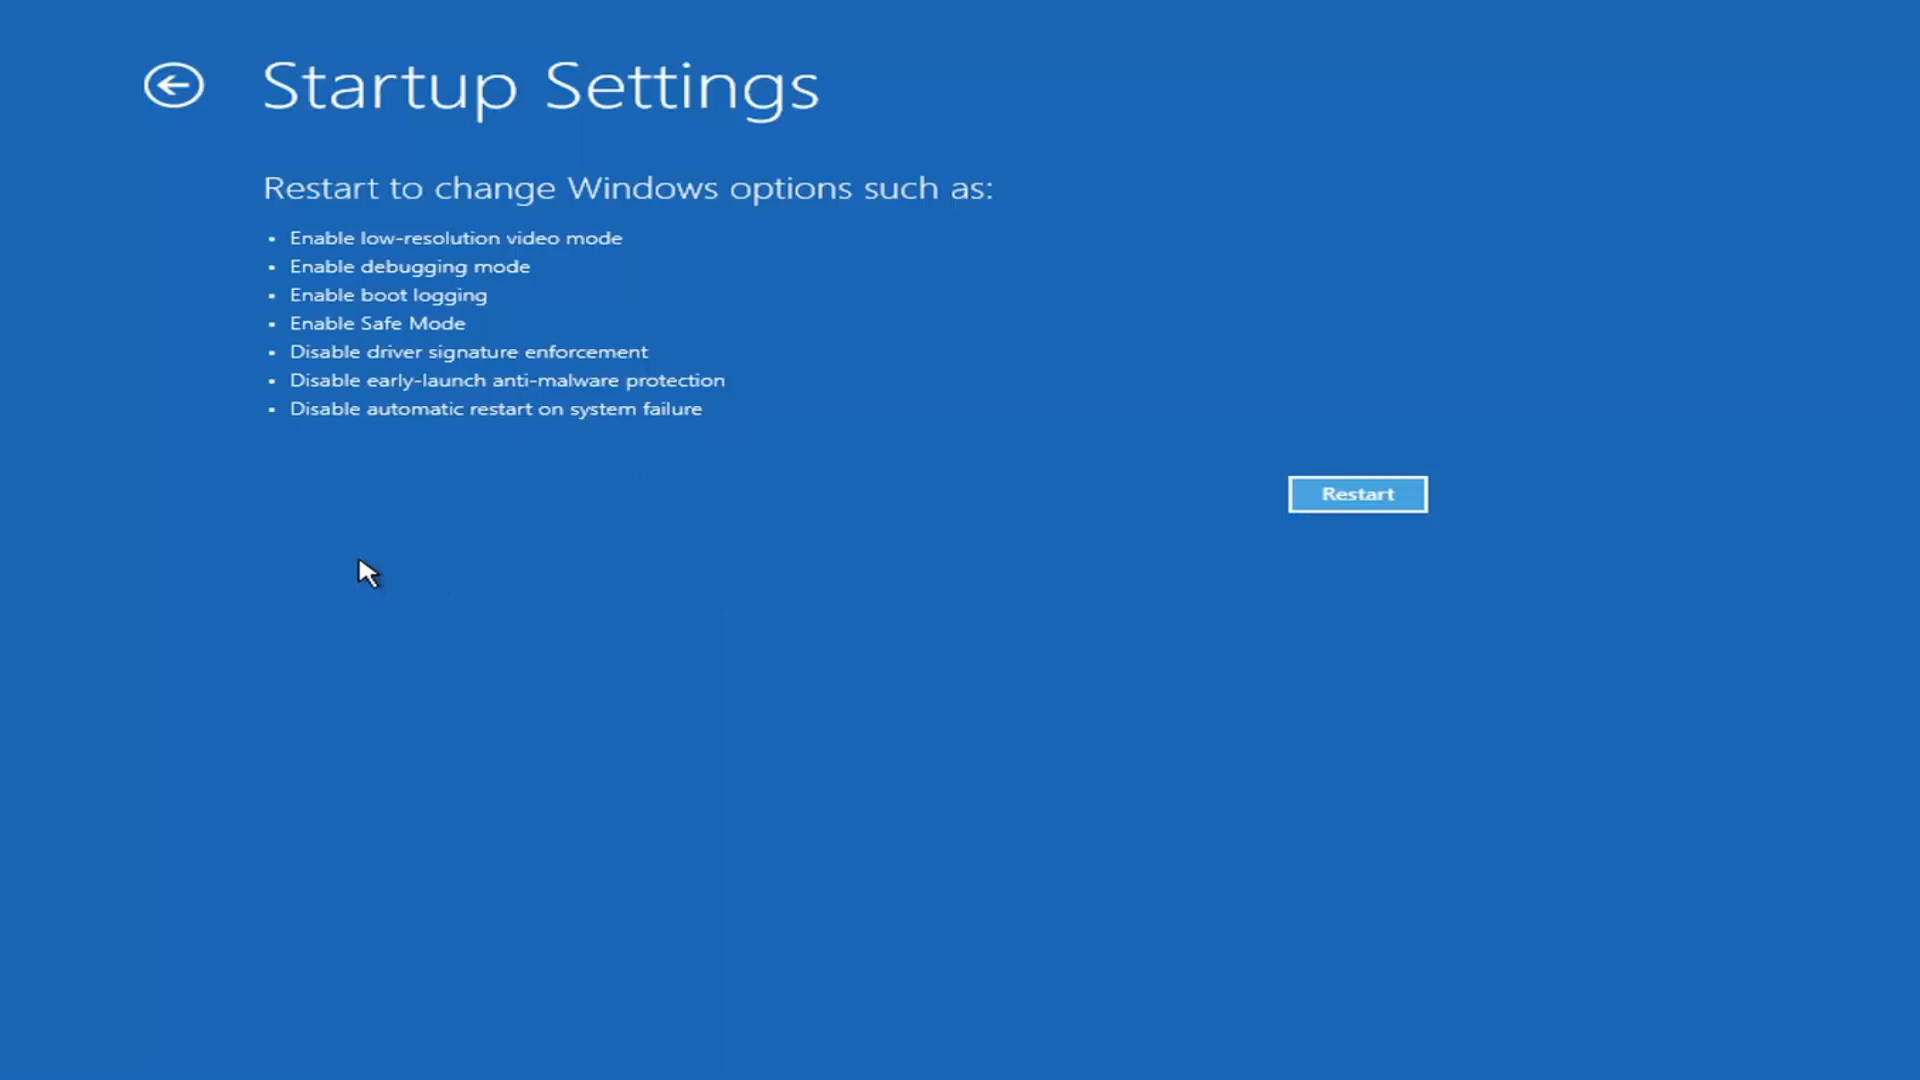 Startup Settings
Restart to change Windows options such as:
• Enable low-resolution video mode
• Enable debugging mode
• Enable boot logging
• Enable Safe Mode
• Disable driver signature enforcement
• Disable early-launch anti-malware protection
• Disable automatic restart on system failure
Restart